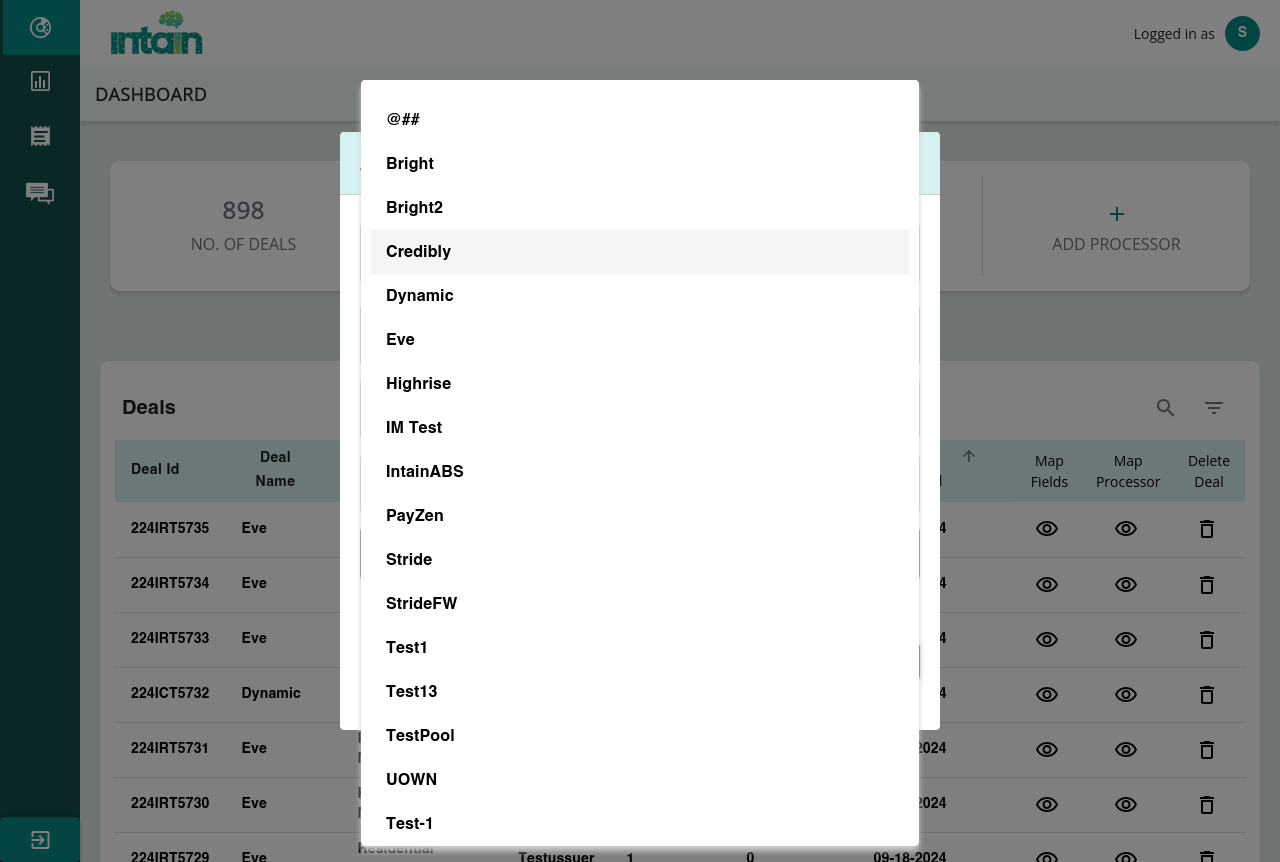 intain
Logged in as
S
DASHBOARD
898
NO. OF DEALS
+
ADD PROCESSOR
@##
Bright
Bright2
Credibly
Dynamic
Eve
Highrise
IM Test
IntainABS
PayZen
Stride
StrideFW
Test1
Test13
TestPool
UOWN
Test-1
Deals
Deal Id
Deal
Name
Map
Fields
Map
Processor
Delete
Deal
224IRT5735 Eve
224IRT5734 Eve
224IRT5733 Eve
224ICT5732 Dynamic
224IRT5731 Eve
224IRT5730 Eve
224IRT5729 Eve Residential Testussuer 1 0 09-18-2024